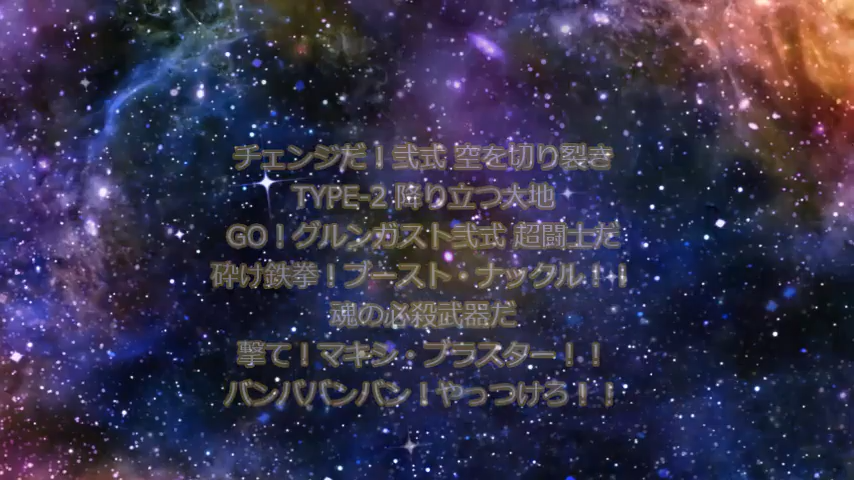 チェンジだ！弐式 空を切り裂き
TYPE-2 降り立つ大地
GO！グルンガスト弐式 超闘士だ
砕け鉄拳！ブースト・ナックル！！
魂の必殺武器だ
撃て！マキシ・ブラスター！！
バンババンバン！やっつけろ！！